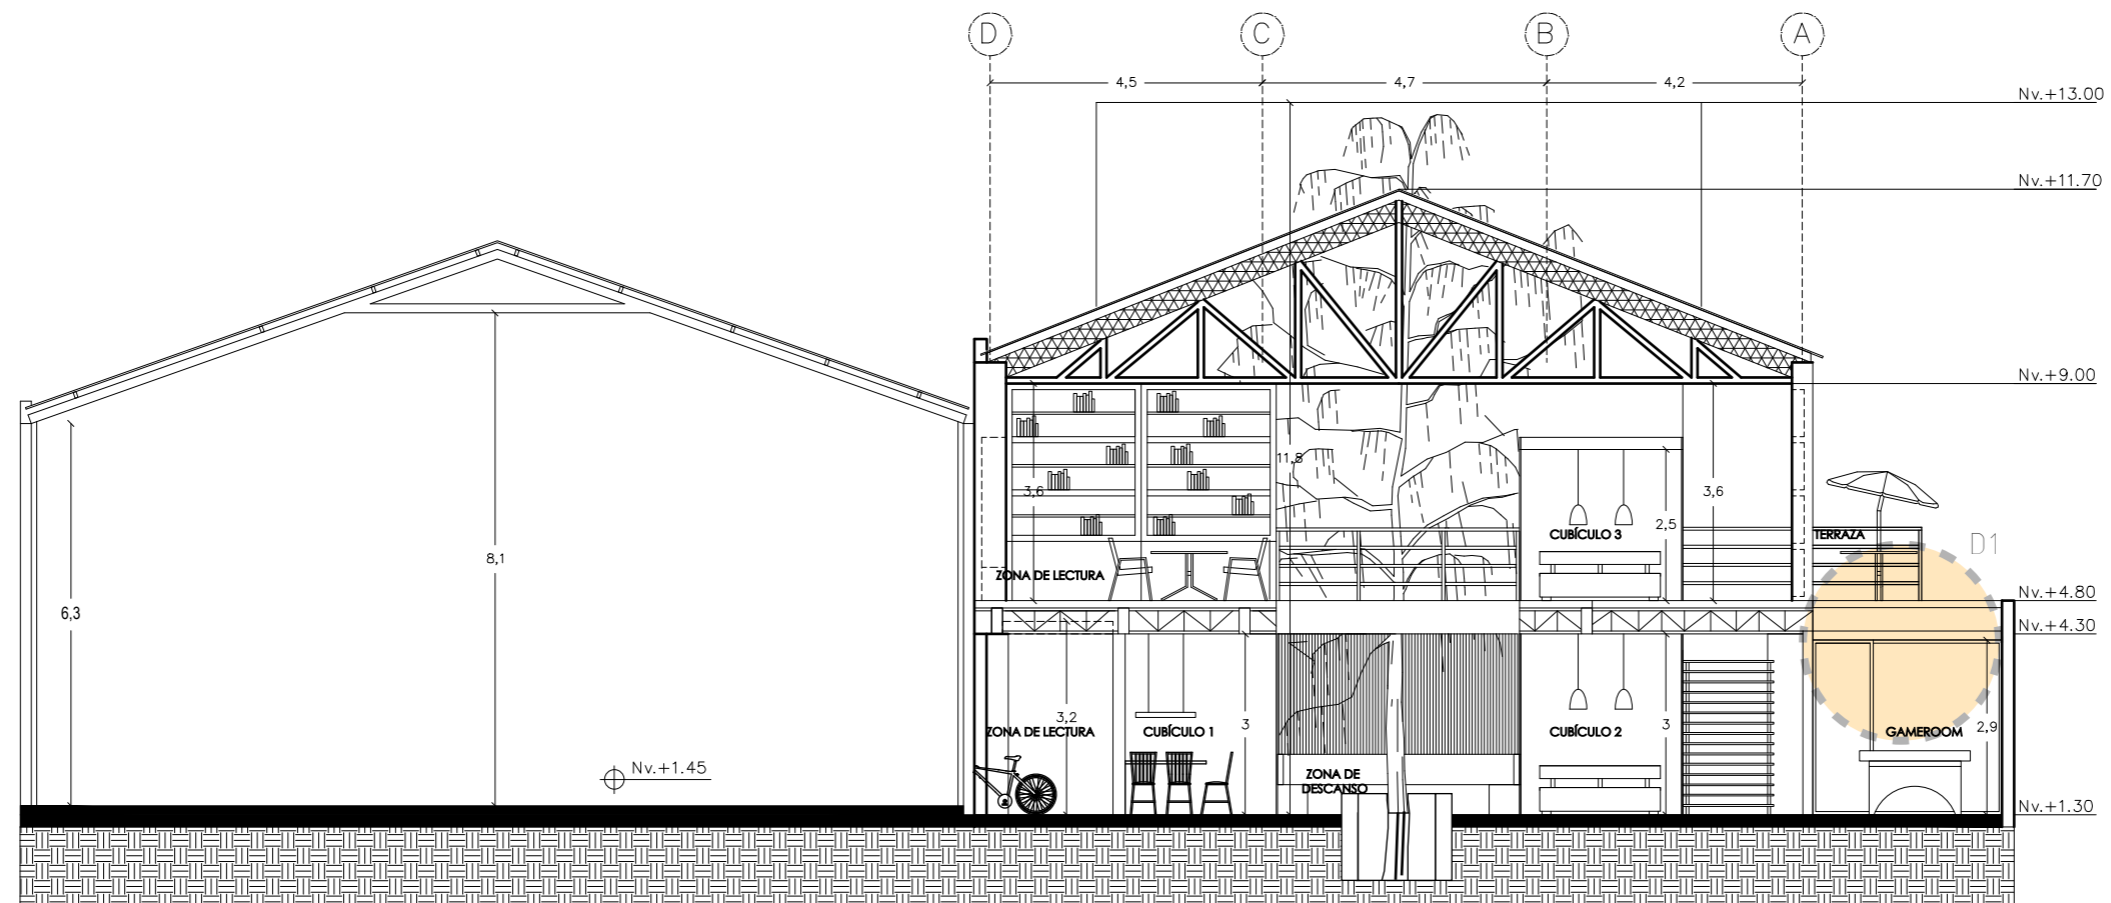 D
C
B
A
4,5
4,7
4,2
Nv.+13.00
Nv.+11.70
Nv.+9.00
11,8
3,6
3,6
2,5
CUBÍCULO 3
TERRAZA
D1
8,1
ZONA DE LECTURA
Nv.+4.80
6,3
Nv.+4.30
3,2
3
3
2,9
ZONA DE LECTURA
CUBÍCULO 1
CUBÍCULO 2
GAMEROOM
Nv.+1.45
ZONA DE
DESCANSO
Nv.+1.30